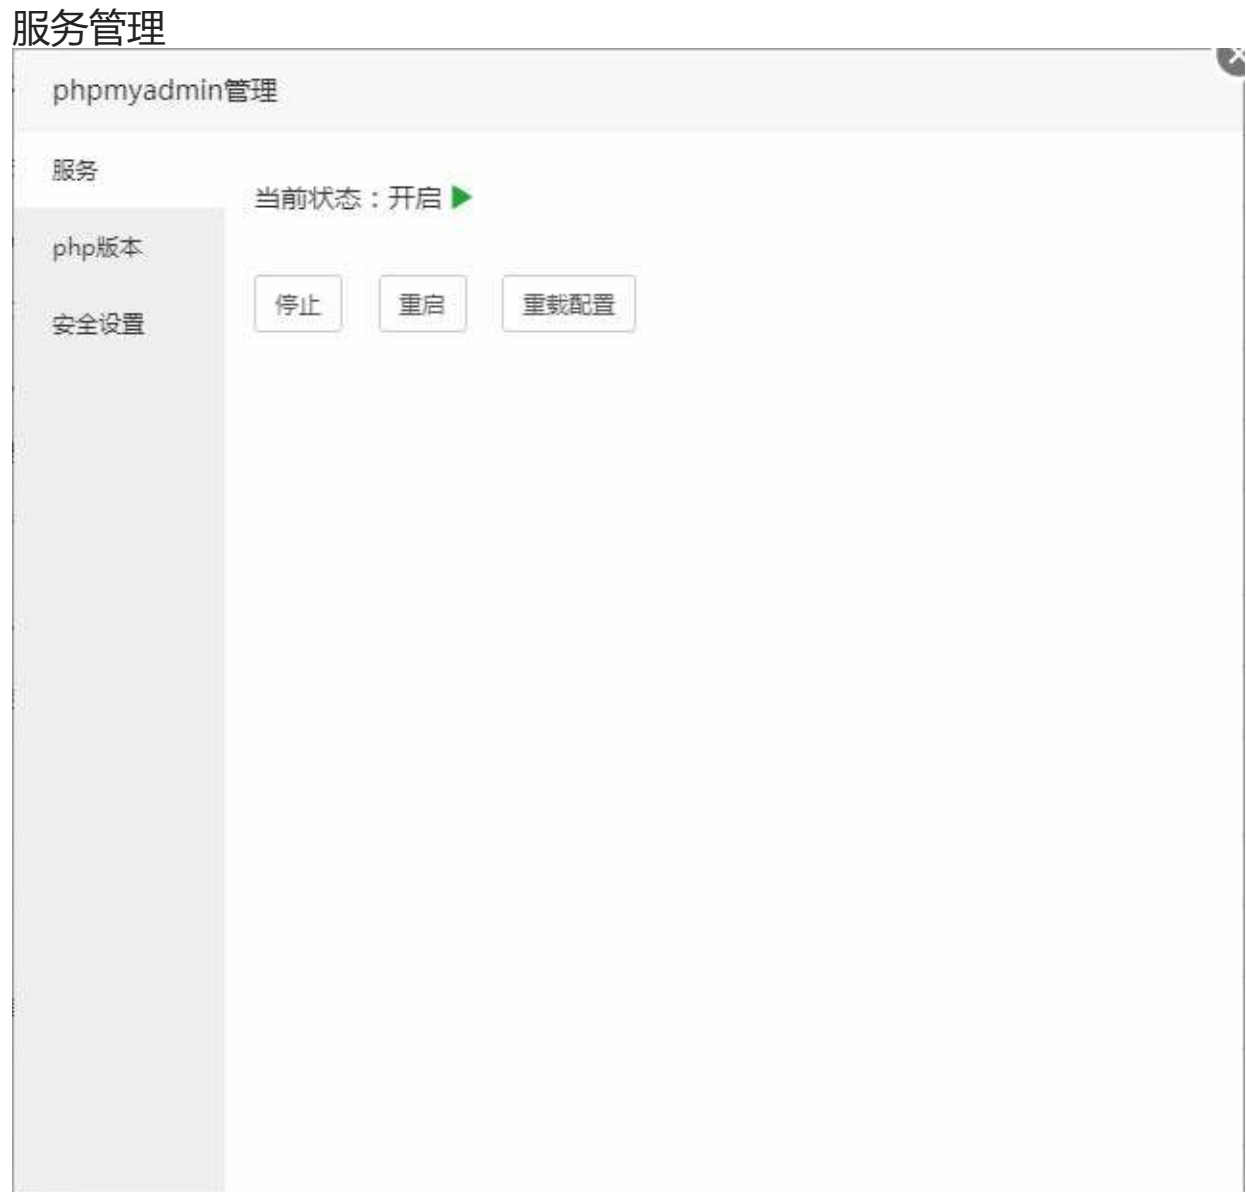 服务管理
phpmyadmin管理
服务
当前状态：开启
php版本
停止
重启
重载配置
安全设置